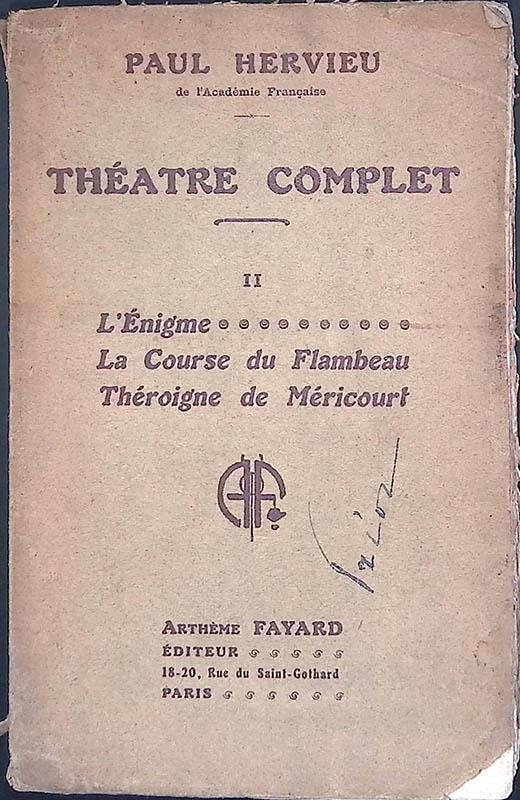 PAUL HERVIEU
de l'Académie Française
THÉATRE COMPLET
II
L'Énigme
La Course du Flambeau
Théroigne de Méricourt
AF
ARTHÈME FAYARD
ÉDITEUR
18-20, Rue du Saint-Gothard
PARIS